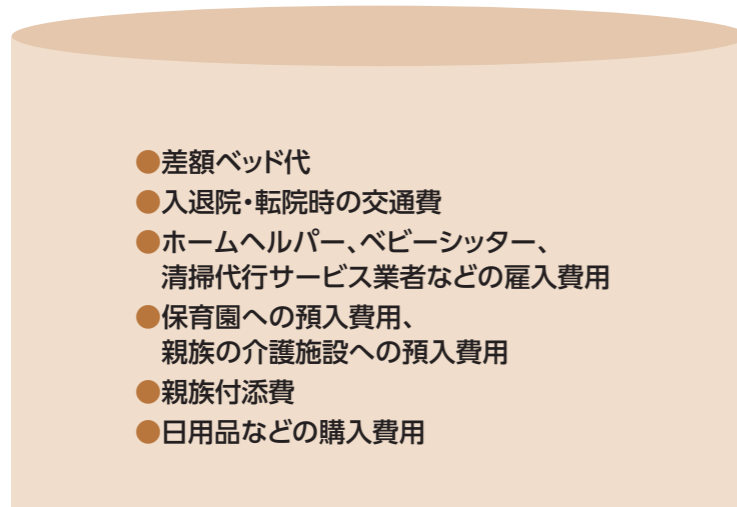 ●差額ベッド代
●入退院・転院時の交通費
●ホームヘルパー、ベビーシッター、
清掃代行サービス業者などの雇入費用
●保育園への預入費用、
親族の介護施設への預入費用
●親族付添費
●日用品などの購入費用